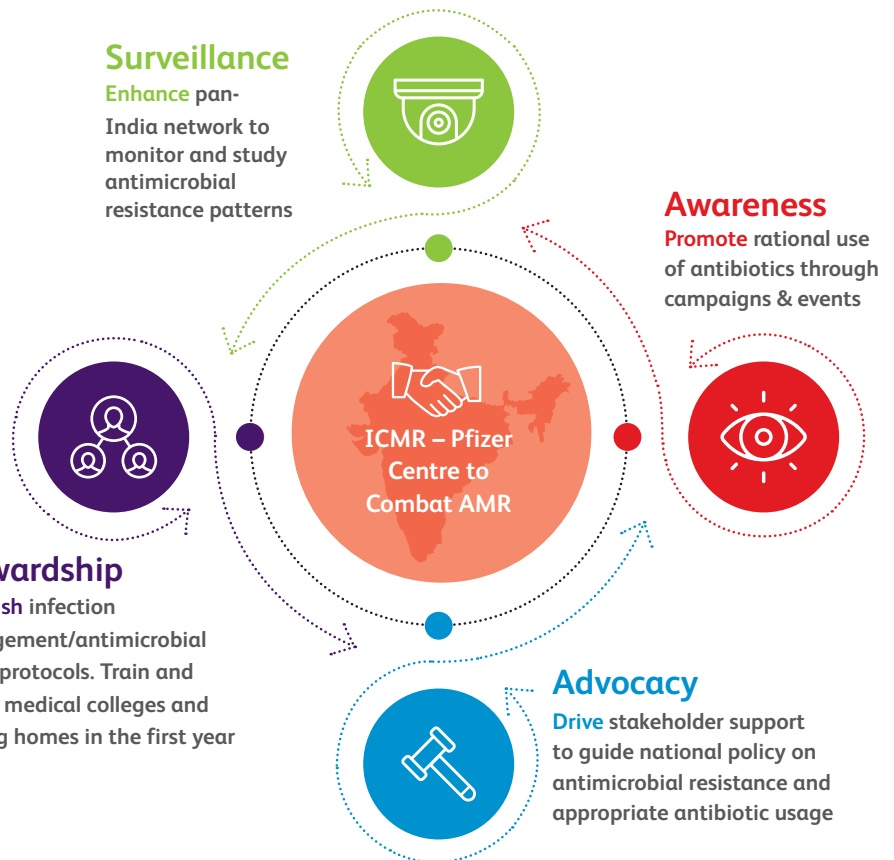 Surveillance
Enhance pan-
India network to
monitor and study
antimicrobial
resistance patterns
Awareness
Promote rational use
of antibiotics through
campaigns & events
ICMR – Pfizer
Centre to
Combat AMR
wardship
sh infection
gement/antimicrobial
protocols. Train and
medical colleges and
g homes in the first year
Advocacy
Drive stakeholder support
to guide national policy on
antimicrobial resistance and
appropriate antibiotic usage